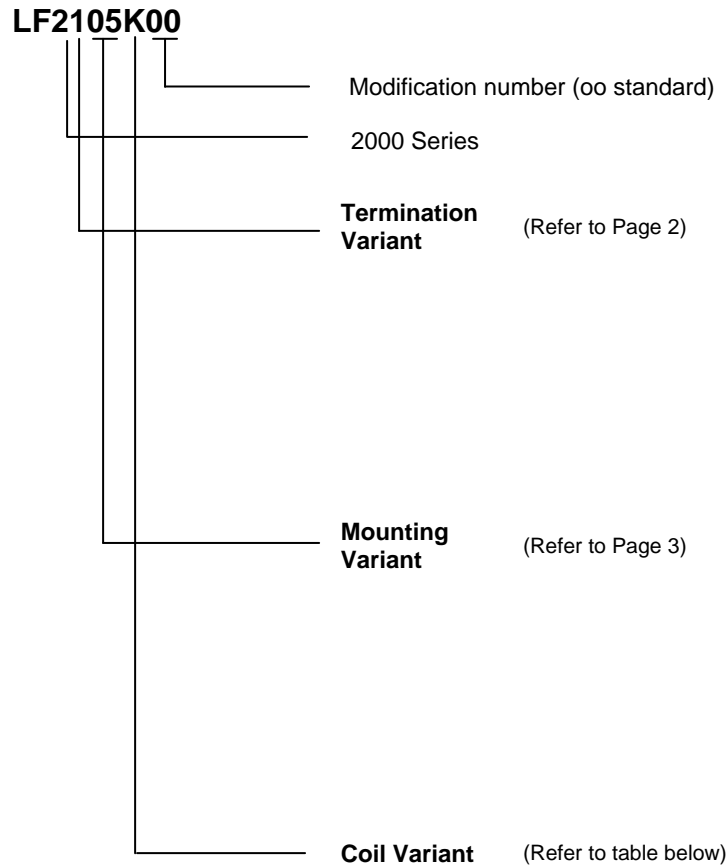 LF2105K00
Modification number (oo standard)
2000 Series
Termination
Variant
(Refer to Page 2)
Mounting
Variant
(Refer to Page 3)
Coil Variant
(Refer to table below)